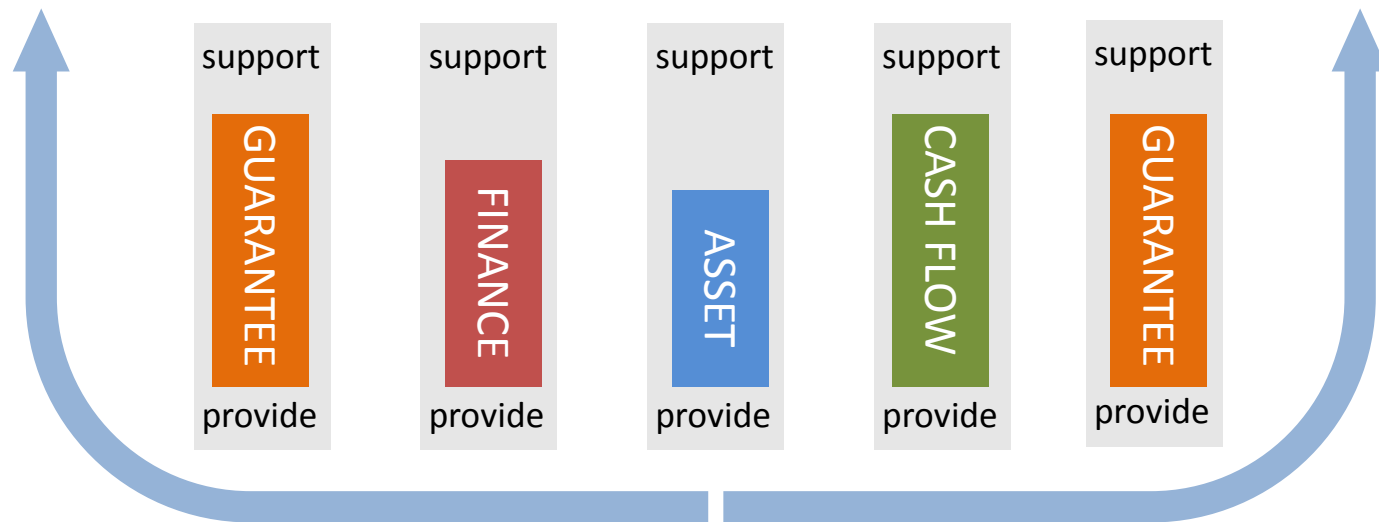 support
GUARANTEE
provide
support
FINANCE
provide
support
ASSET
provide
support
CASH FLOW
provide
support
GUARANTEE
provide